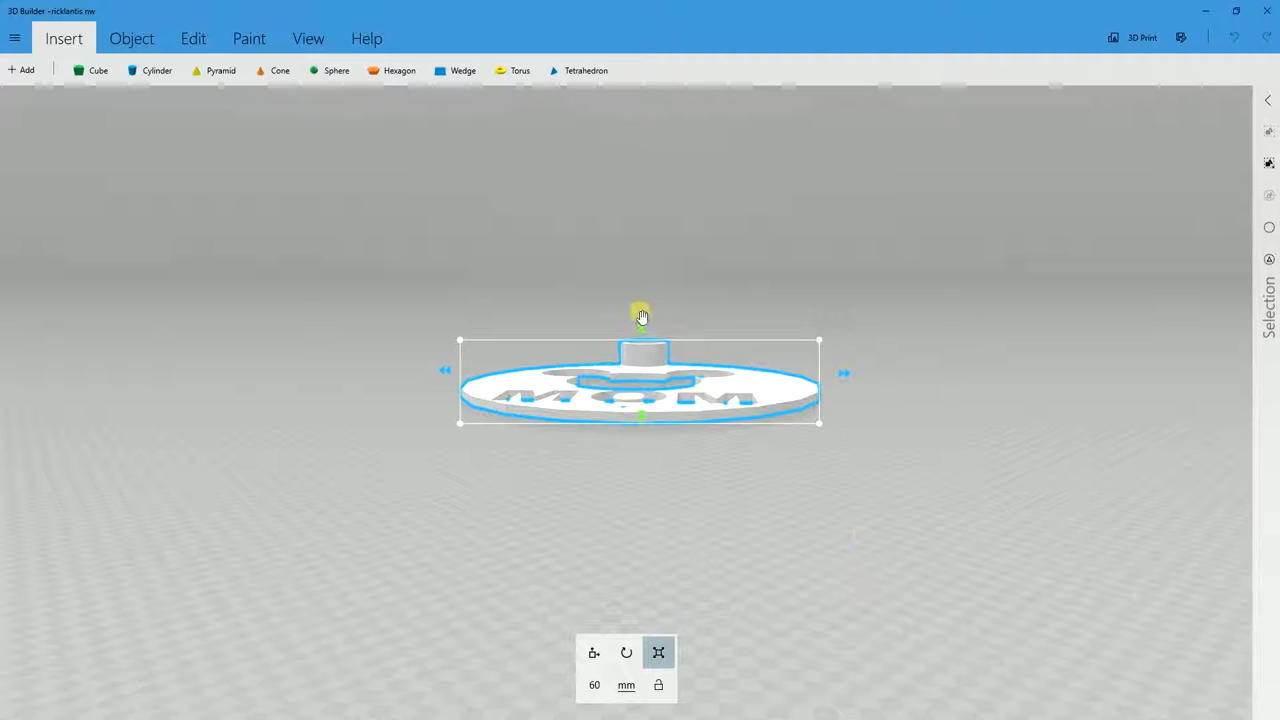 3D Builder -ricklantis nw
Insert Object Edit Paint View Help 3D Print
+ Add Cube Cylinder Pyramid Cone Sphere Hexagon Wedge Torus Tetrahedron
MOM
Selection
60 mm